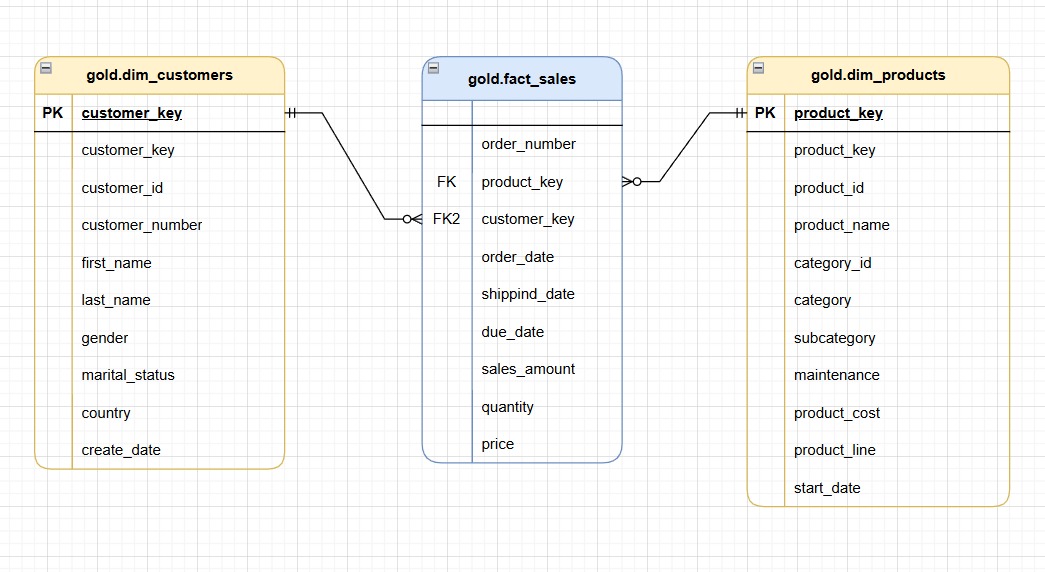 gold.dim_customers
PK customer_key
customer_key
customer_id
customer_number
first_name
last_name
gender
marital_status
country
create_date
gold.fact_sales
order_number
FK product_key
FK2 customer_key
order_date
shippind_date
due_date
sales_amount
quantity
price
gold.dim_products
PK product_key
product_key
product_id
product_name
category_id
category
subcategory
maintenance
product_cost
product_line
start_date